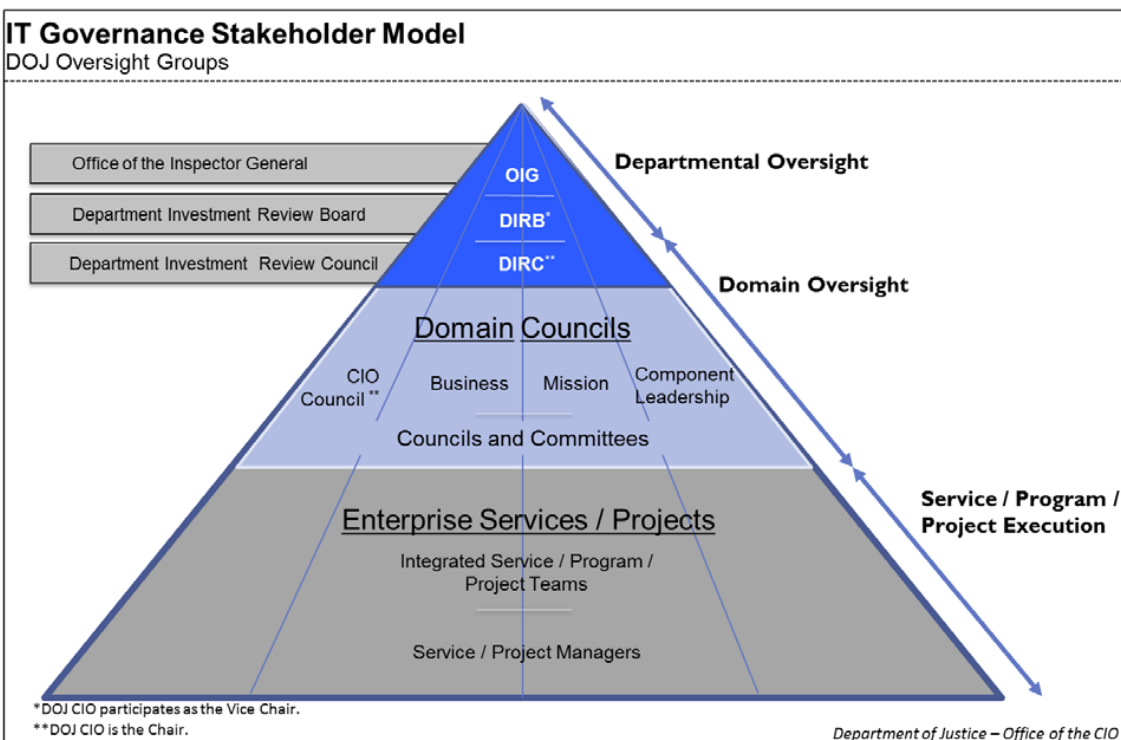 IT Governance Stakeholder Model
DOJ Oversight Groups
Office of the Inspector General
Department Investment Review Board
Department Investment Review Council
OIG
DIRB*
DIRC**
Departmental Oversight
Domain Oversight
Service / Program /
Project Execution
Domain Councils
CIO
Council **
Business
Mission
Component
Leadership
Councils and Committees
Enterprise Services / Projects
Integrated Service / Program /
Project Teams
Service / Project Managers
*DOJ CIO participates as the Vice Chair.
**DOJ CIO is the Chair.
Department of Justice – Office of the CIO